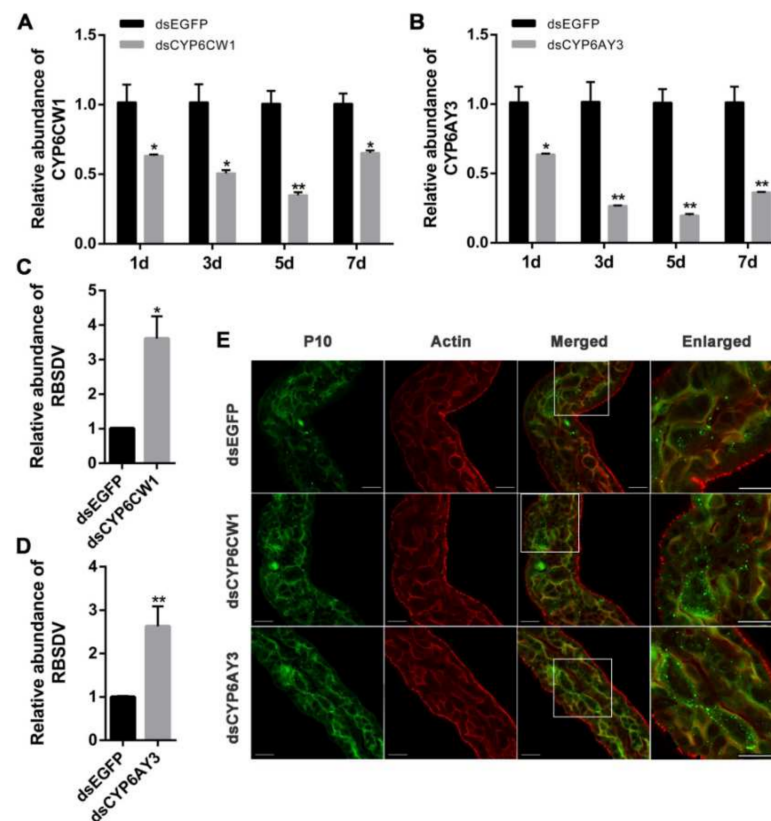 A
dsEGFP
dsCYP6CW1
Relative abundance of
CYP6CW1
1.5
1.0
0.5
0.0
* * ** *
1d 3d 5d 7d
B
dsEGFP
dsCYP6AY3
Relative abundance of
CYP6AY3
1.5
1.0
0.5
0.0
* ** ** **
1d 3d 5d 7d
C
Relative abundance of
RBSDV
5
4
3
2
1
0
*
dsEGFP
dsCYP6CW1
D
Relative abundance of
RBSDV
4
3
2
1
0
**
dsEGFP
dsCYP6AY3
E
P10 Actin Merged Enlarged
dsEGFP
dsCYP6CW1
dsCYP6AY3